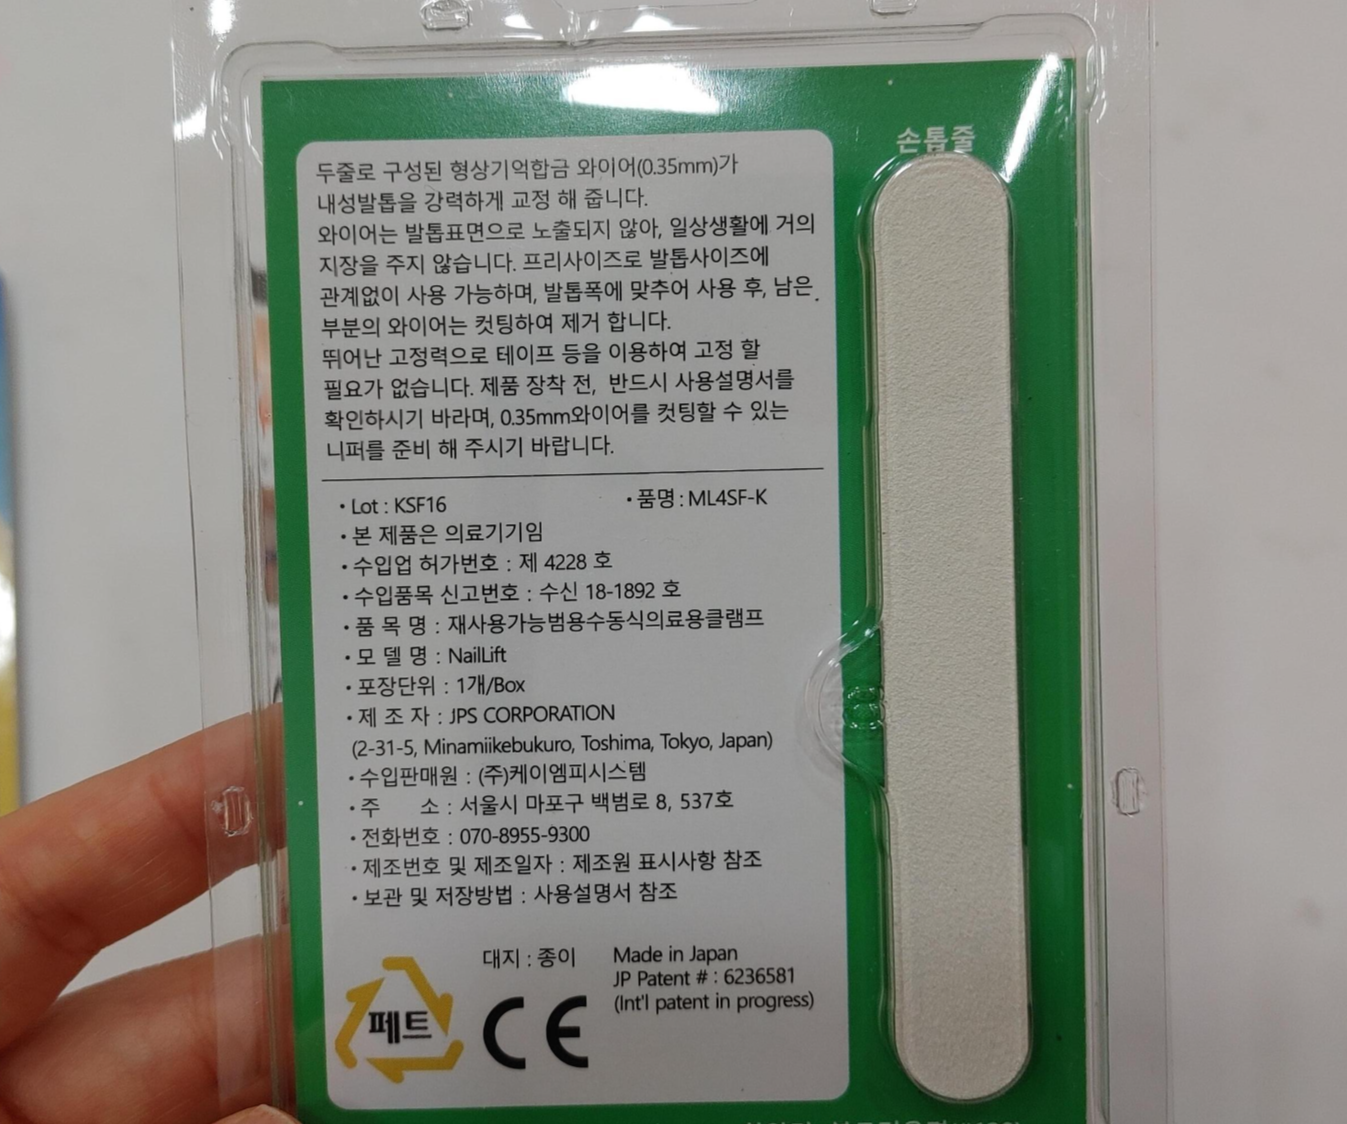 손톱줄
두줄로 구성된 형상기억합금 와이어(0.35mm)가
내성발톱을 강력하게 교정 해 줍니다.
와이어는 발톱표면으로 노출되지 않아, 일상생활에 거의
지장을 주지 않습니다. 프리사이즈로 발톱사이즈에
관계없이 사용 가능하며, 발톱폭에 맞추어 사용 후, 남은
부분의 와이어는 컷팅하여 제거 합니다.
뛰어난 고정력으로 테이프 등을 이용하여 고정 할
필요가 없습니다. 제품 장착 전, 반드시 사용설명서를
확인하시기 바라며, 0.35mm와이어를 컷팅할 수 있는
니퍼를 준비 해 주시기 바랍니다.
• Lot : KSF16 • 품명 : ML4SF-K
• 본 제품은 의료기기임
• 수입업 허가번호 : 제 4228 호
• 수입품목 신고번호 : 수신 18-1892 호
• 품 목 명 : 재사용가능범용수동식의료용클램프
• 모 델 명 : NailLift
• 포장단위 : 1개/Box
• 제 조 자 : JPS CORPORATION
(2-31-5, Minamiikebukuro, Toshima, Tokyo, Japan)
• 수입판매원 : (주)케이엠피시스템
• 주 소 : 서울시 마포구 백범로 8, 537호
• 전화번호 : 070-8955-9300
• 제조번호 및 제조일자 : 제조원 표시사항 참조
• 보관 및 저장방법 : 사용설명서 참조
대지 : 종이
Made in Japan
JP Patent # : 6236581
(Int'l patent in progress)
페트
CE